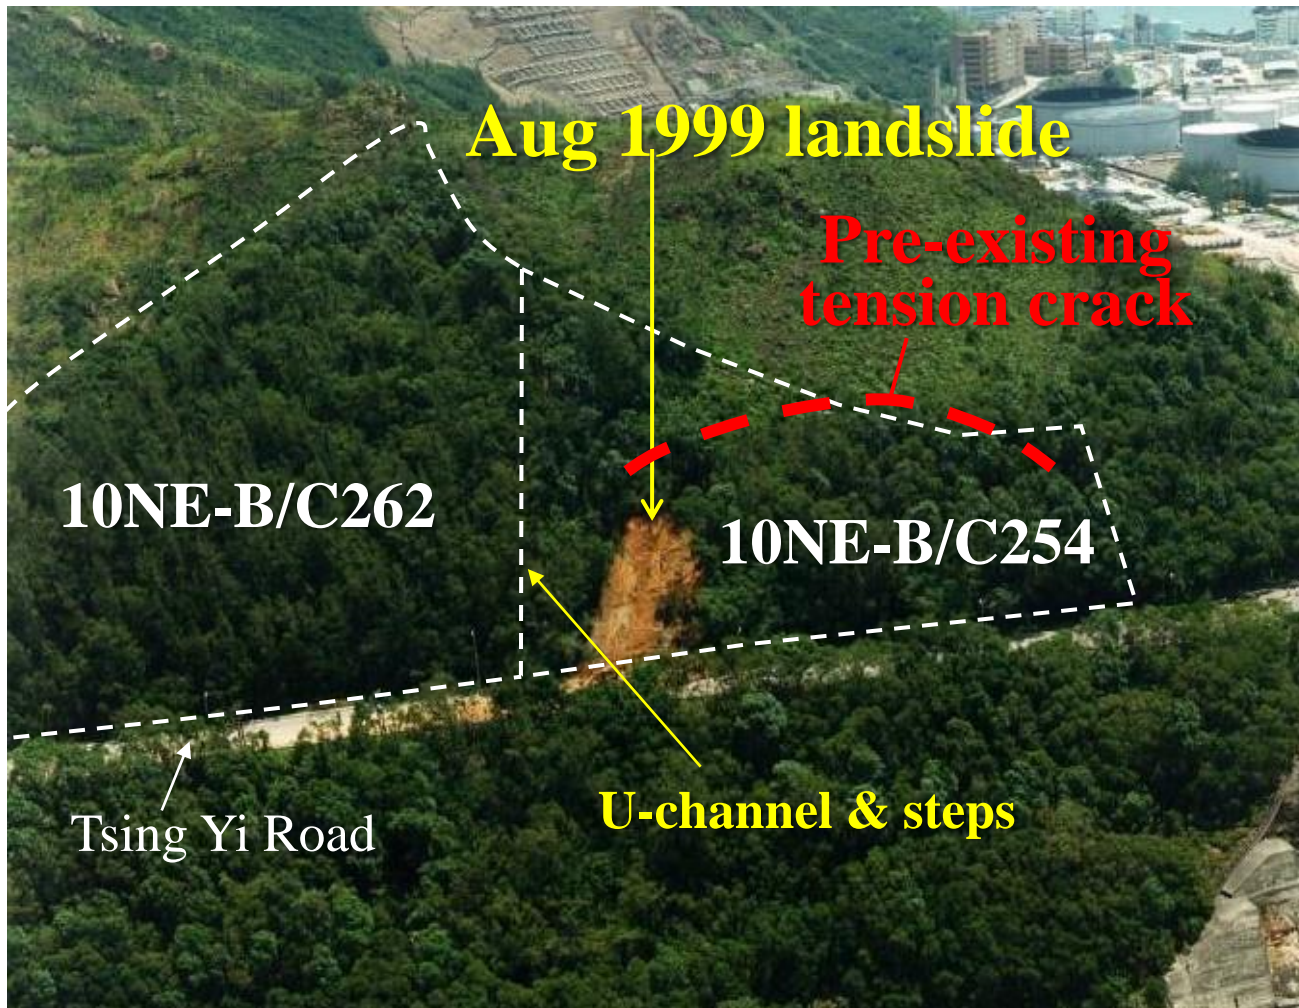 Aug 1999 landslide
Pre-existing
tension crack
10NE-B/C262
10NE-B/C254
U-channel & steps
Tsing Yi Road